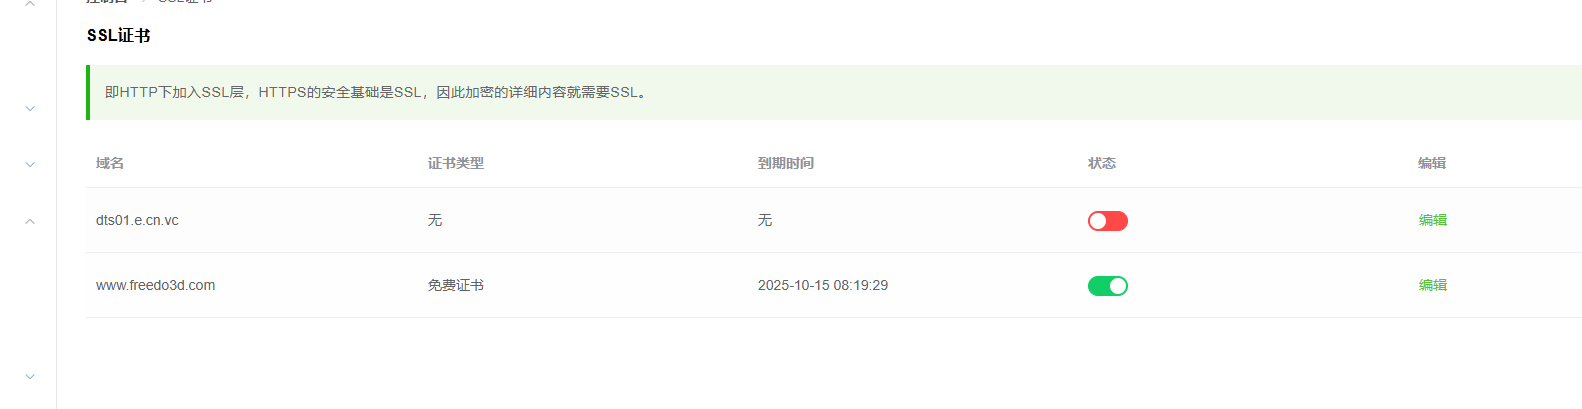 SSL证书
即HTTP下加入SSL层，HTTPS的安全基础是SSL，因此加密的详细内容就需要SSL。
域名 证书类型 到期时间 状态 编辑
dts01.e.cn.vc 无 无 编辑
www.freedo3d.com 免费证书 2025-10-15 08:19:29 编辑